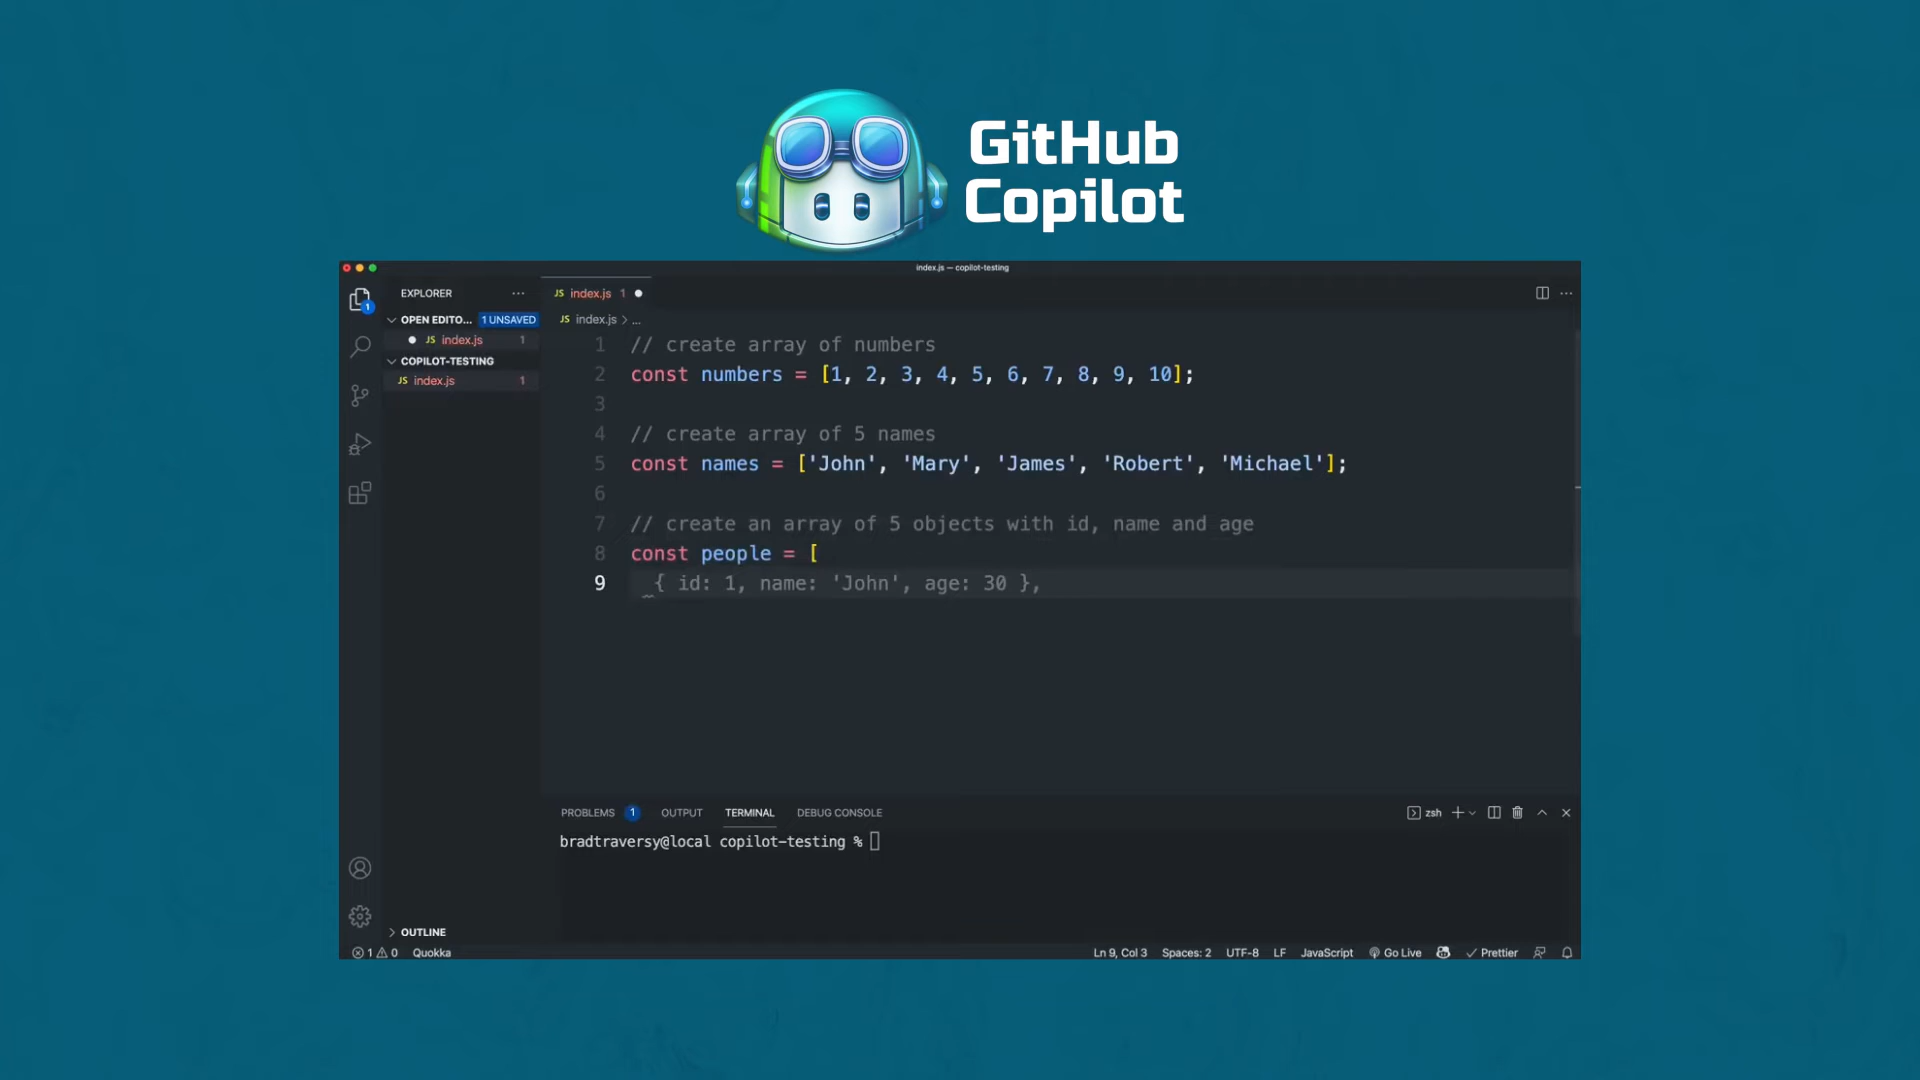 GitHub
Copilot
index.js — copilot-testing
EXPLORER
JS index.js 1
OPEN EDITO... 1 UNSAVED
JS index.js > ...
JS index.js 1
COPILOT-TESTING
JS index.js 1
1
1 // create array of numbers
2 const numbers = [1, 2, 3, 4, 5, 6, 7, 8, 9, 10];
3
4 // create array of 5 names
5 const names = ['John', 'Mary', 'James', 'Robert', 'Michael'];
6
7 // create an array of 5 objects with id, name and age
8 const people = [
9 { id: 1, name: 'John', age: 30 },
PROBLEMS 1 OUTPUT TERMINAL DEBUG CONSOLE zsh
bradtraversy@local copilot-testing %
OUTLINE
1 0 Quokka Ln 9, Col 3 Spaces: 2 UTF-8 LF JavaScript Go Live Prettier